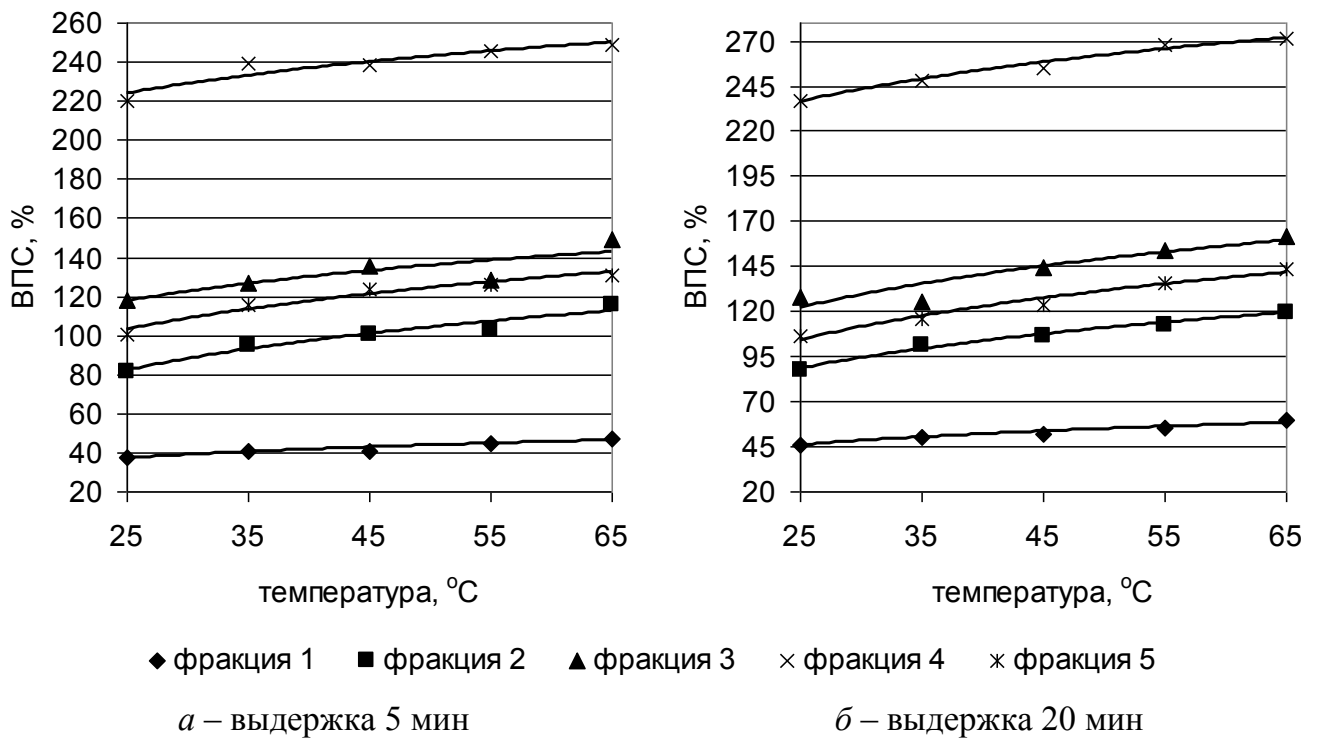 260
240
220
200
180
160
140
120
100
80
60
40
20
ВПС, %
25 35 45 55 65
температура, °С
270
245
220
195
170
145
120
95
70
45
20
ВПС, %
25 35 45 55 65
температура, °С
фракция 1 фракция 2 фракция 3 фракция 4 фракция 5
а – выдержка 5 мин
б – выдержка 20 мин